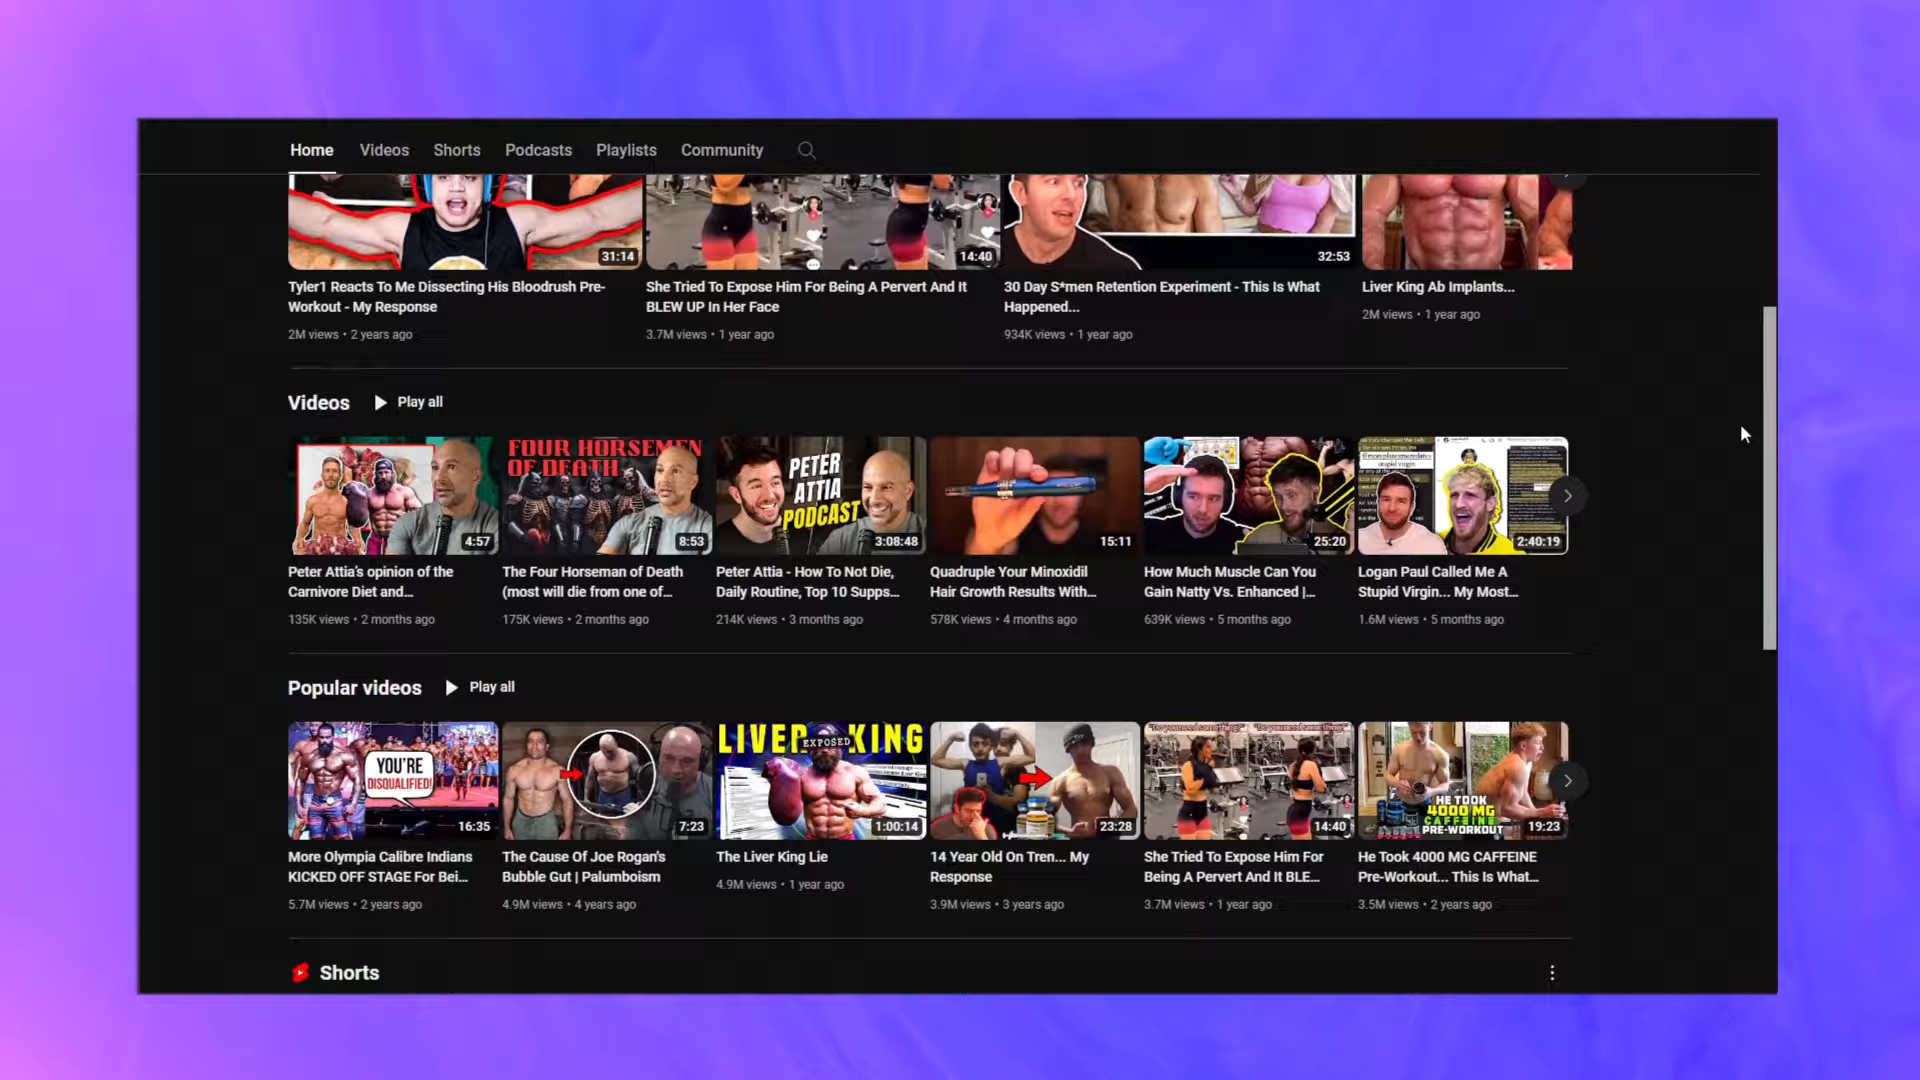 Home Videos Shorts Podcasts Playlists Community
31:14
14:40
32:53
Tyler1 Reacts To Me Dissecting His Bloodrush Pre-
Workout - My Response
2M views • 2 years ago
She Tried To Expose Him For Being A Pervert And It
BLEW UP In Her Face
3.7M views • 1 year ago
30 Day S*men Retention Experiment - This Is What
Happened...
934K views • 1 year ago
Liver King Ab Implants...
2M views • 1 year ago
Videos
Play all
4:57
FOUR HORSEMEN
OF DEATH
8:53
PETER
ATTIA
PODCAST
3:08:48
15:11
25:20
stupid virgin
2:40:19
Peter Attia's opinion of the
Carnivore Diet and...
135K views • 2 months ago
The Four Horseman of Death
(most will die from one of...
175K views • 2 months ago
Peter Attia - How To Not Die,
Daily Routine, Top 10 Supps...
214K views • 3 months ago
Quadruple Your Minoxidil
Hair Growth Results With...
578K views • 4 months ago
How Much Muscle Can You
Gain Natty Vs. Enhanced |...
639K views • 5 months ago
Logan Paul Called Me A
Stupid Virgin... My Most...
1.6M views • 5 months ago
Popular videos
Play all
YOU'RE
DISQUALIFIED!
16:35
7:23
LIVER KING
EXPOSED
1:00:14
23:28
"Do you need something?" "Do you need something?"
14:40
HE TOOK
4000 MG
CAFFEINE
PRE-WORKOUT
19:23
More Olympia Calibre Indians
KICKED OFF STAGE For Bei...
5.7M views • 2 years ago
The Cause Of Joe Rogan's
Bubble Gut | Palumboism
4.9M views • 4 years ago
The Liver King Lie
4.9M views • 1 year ago
14 Year Old On Tren... My
Response
3.9M views • 3 years ago
She Tried To Expose Him For
Being A Pervert And It BLE...
3.7M views • 1 year ago
He Took 4000 MG CAFFEINE
Pre-Workout... This Is What...
3.5M views • 2 years ago
Shorts